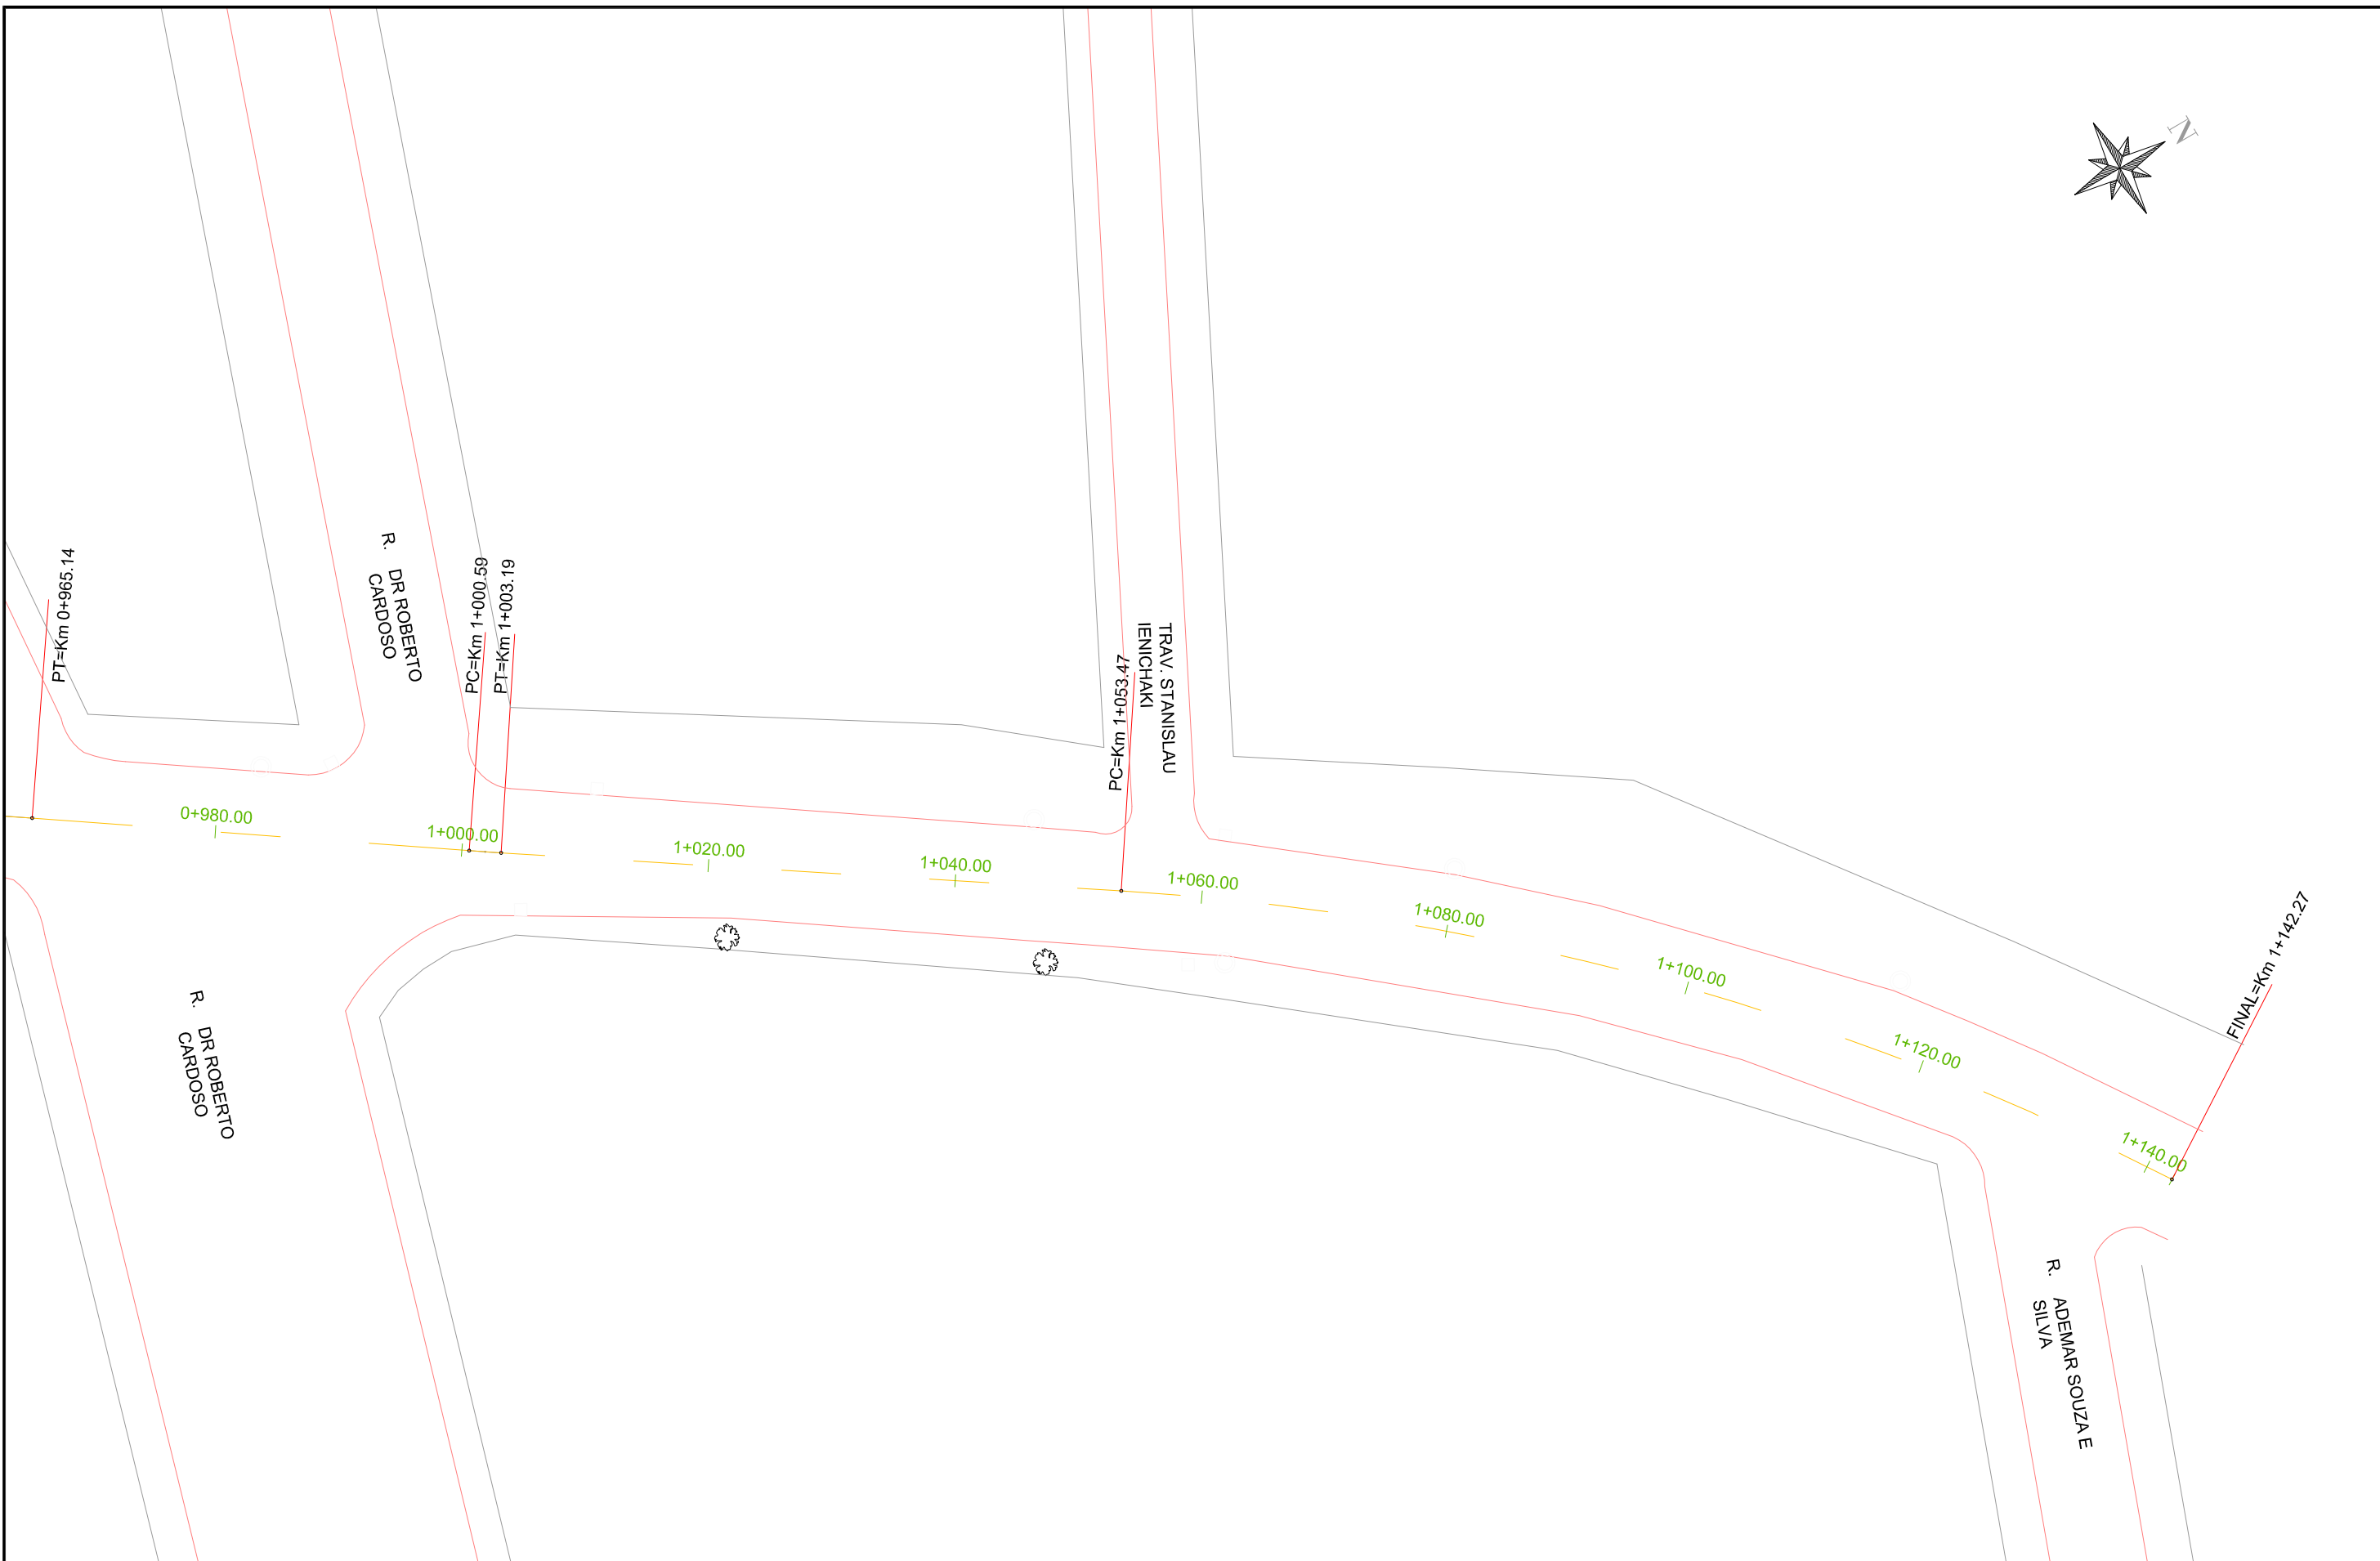 N
R. DR ROBERTO
CARDOSO
PT=Km 0+965.14
PC=Km 1+000.59
PT=Km 1+003.19
TRAV. STANISLAU
IENICHAKI
PC=Km 1+053.47
0+980.00
1+000.00
1+020.00
1+040.00
1+060.00
1+080.00
1+100.00
1+120.00
1+140.00
FINAL=Km 1+142.27
R. DR ROBERTO
CARDOSO
R. ADEMAR SOUZA E
SILVA